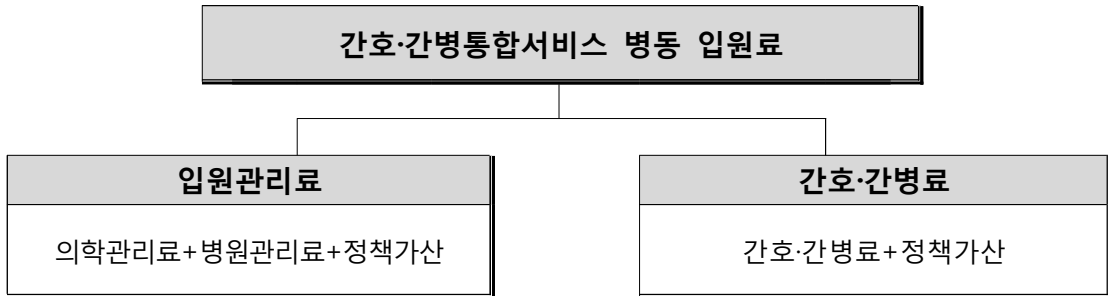 간호·간병통합서비스 병동 입원료
입원관리료
간호·간병료
의학관리료+병원관리료+정책가산
간호·간병료+정책가산